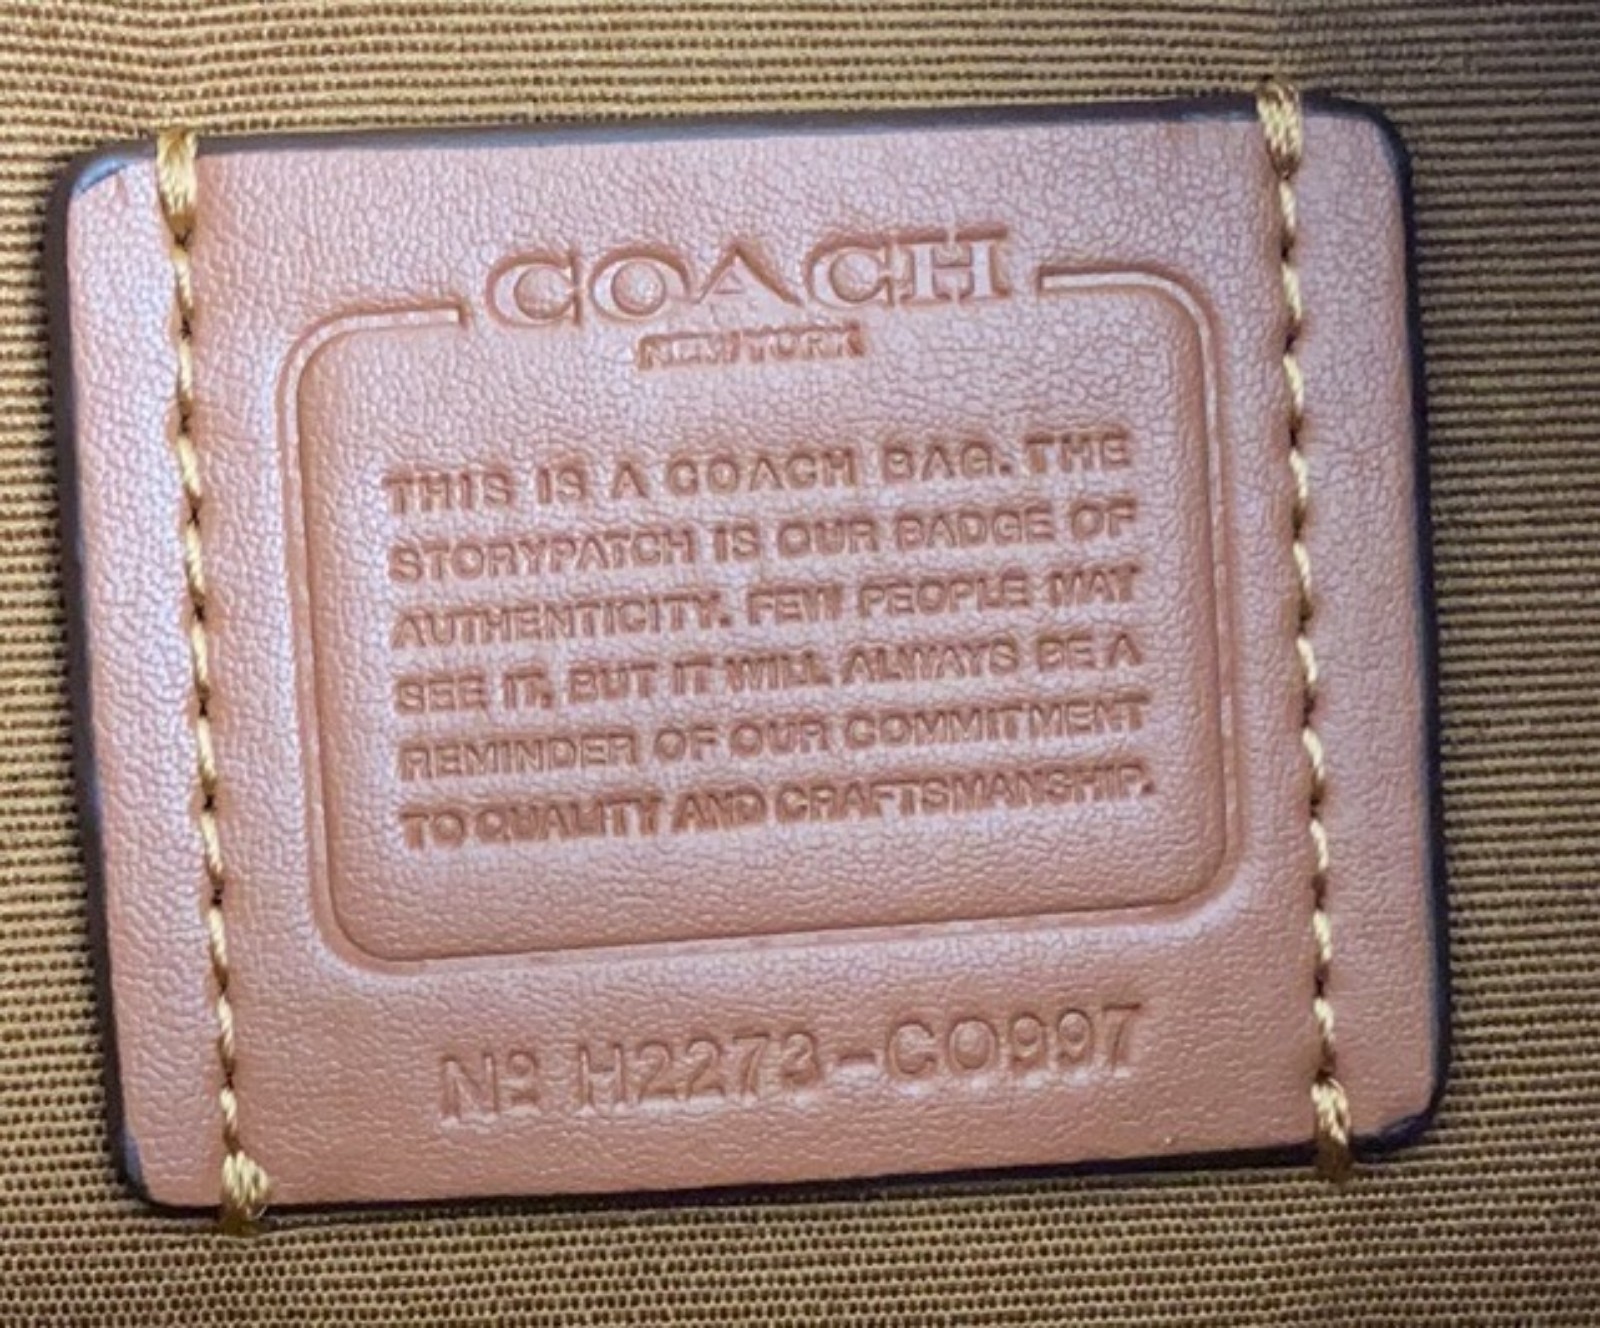 COACH
NEW YORK
THIS IS A COACH BAG. THE
STORYPATCH IS OUR BADGE OF
AUTHENTICITY. FEW PEOPLE MAY
SEE IT, BUT IT WILL ALWAYS BE A
REMINDER OF OUR COMMITMENT
TO QUALITY AND CRAFTSMANSHIP.
Nº H2273-CO997